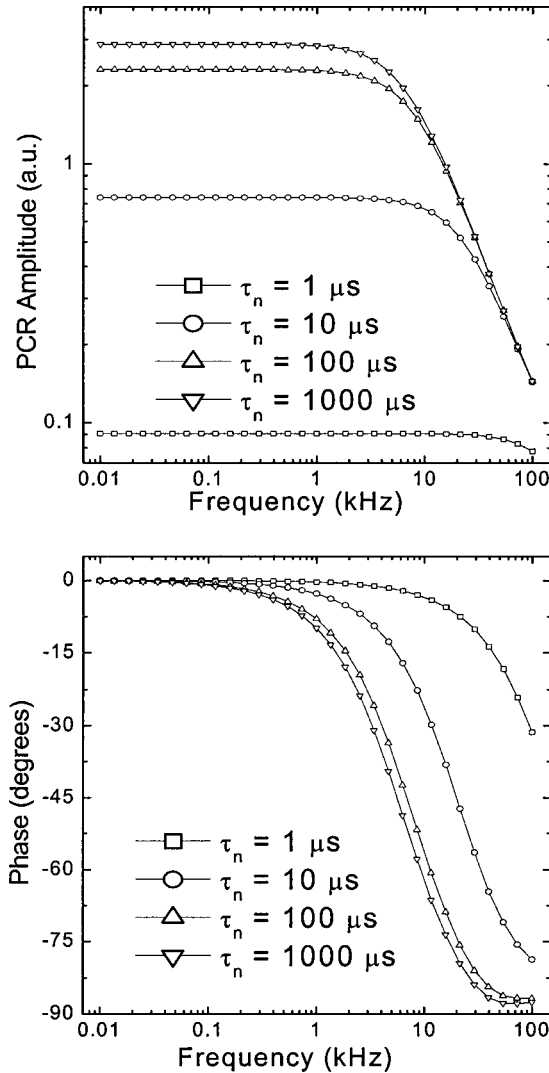 PCR Amplitude (a.u.)
1
0.1
τn = 1 μs
τn = 10 μs
τn = 100 μs
τn = 1000 μs
0.01 0.1 1 10 100
Frequency (kHz)
Phase (degrees)
0
-15
-30
-45
-60
-75
-90
τn = 1 μs
τn = 10 μs
τn = 100 μs
τn = 1000 μs
0.01 0.1 1 10 100
Frequency (kHz)